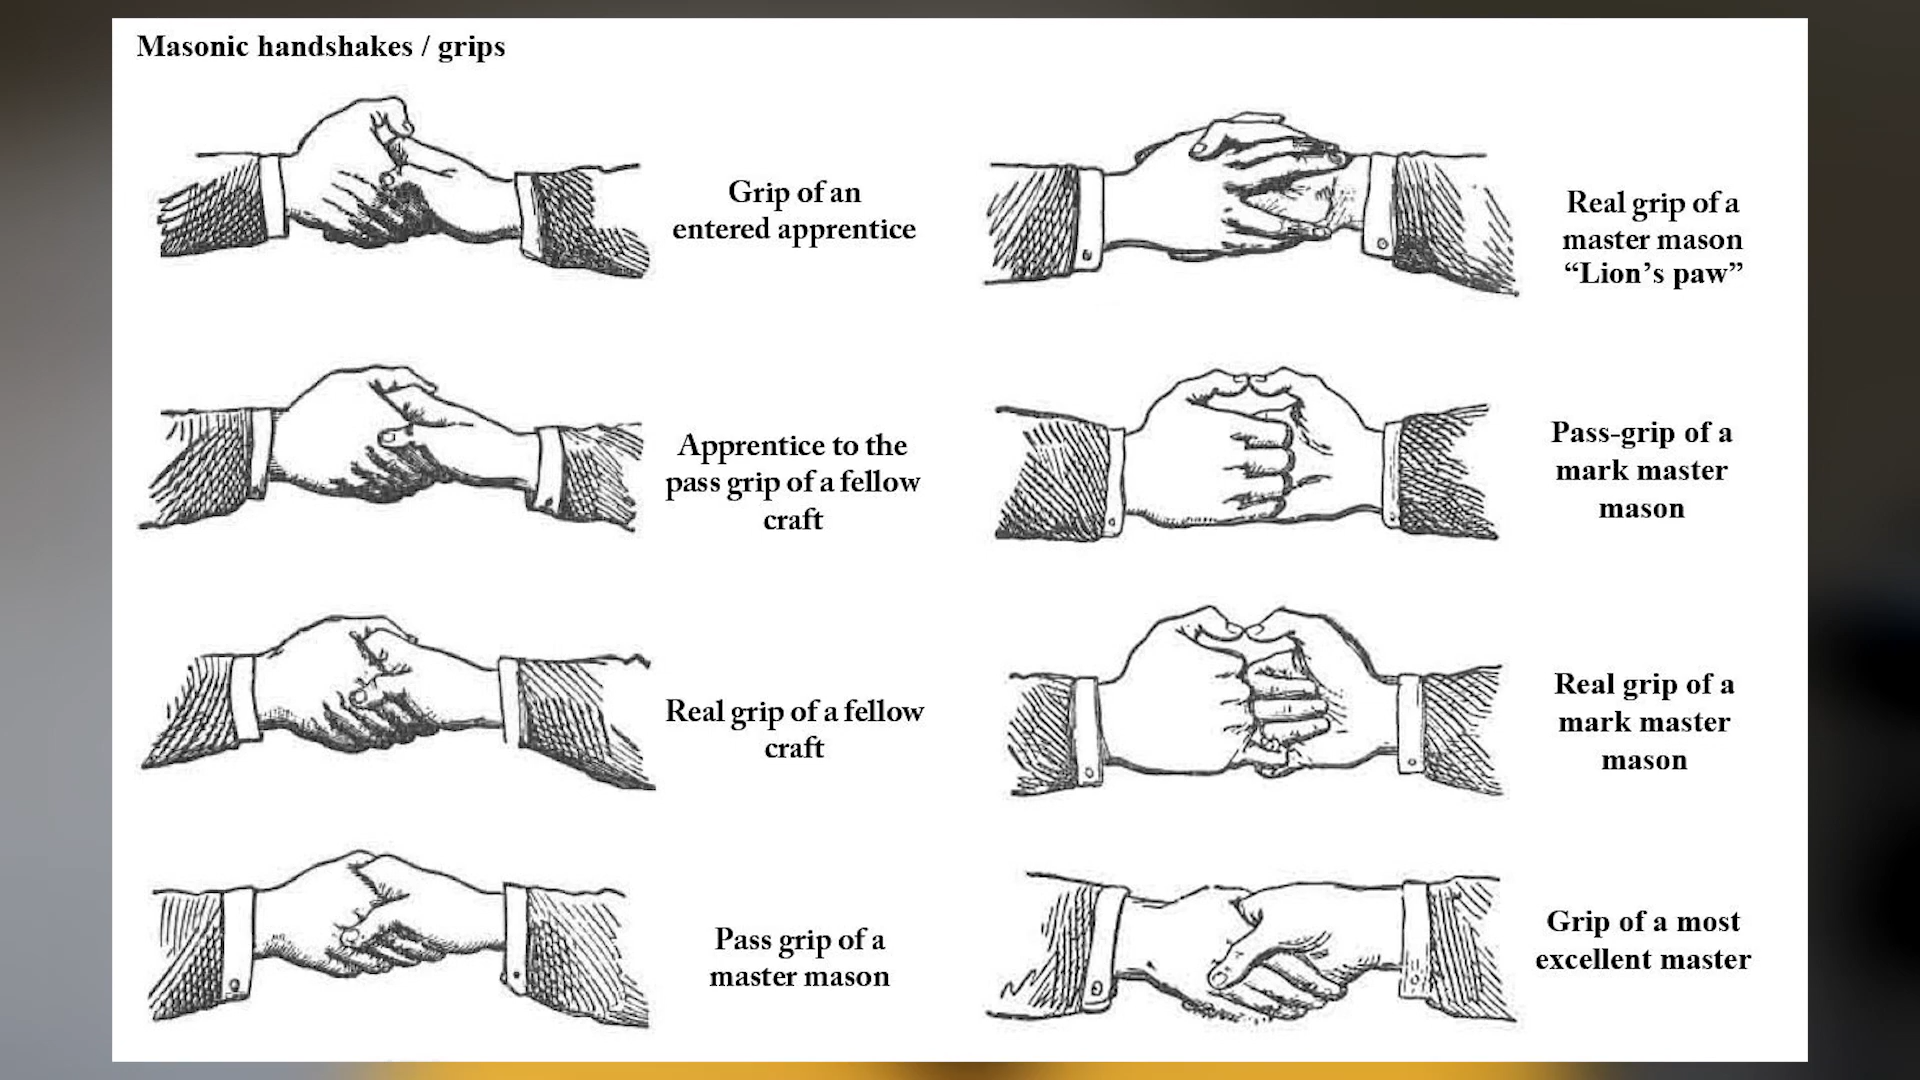 Masonic handshakes / grips
Grip of an
entered apprentice
Apprentice to the
pass grip of a fellow
craft
Real grip of a fellow
craft
Pass grip of a
master mason
Real grip of a
master mason
“Lion’s paw”
Pass-grip of a
mark master
mason
Real grip of a
mark master
mason
Grip of a most
excellent master